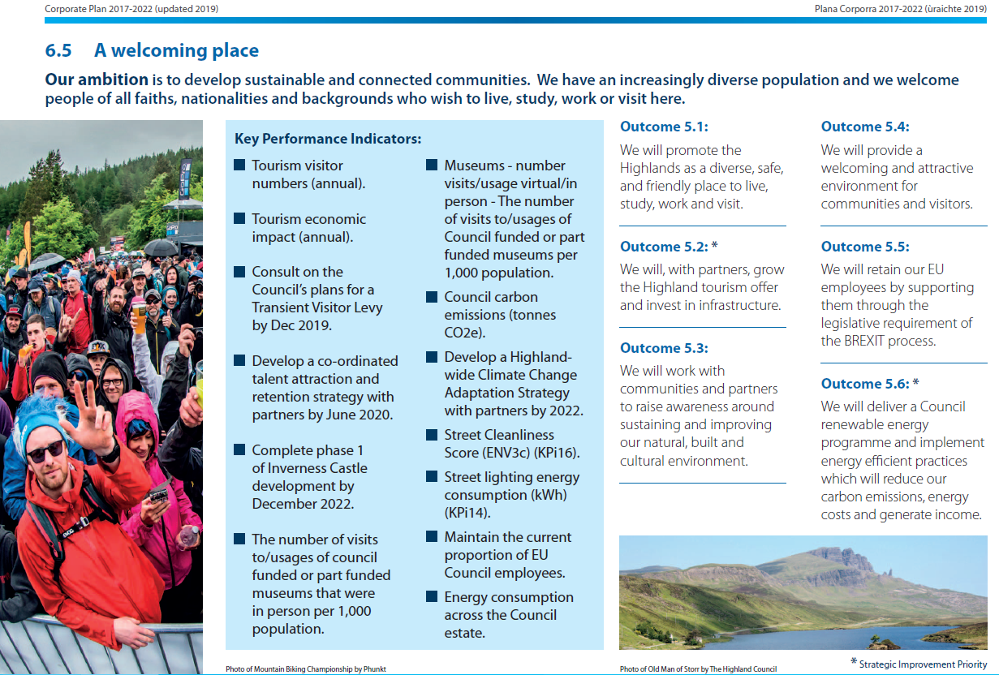 Corporate Plan 2017-2022 (updated 2019)
Plana Corporra 2017-2022 (ùraichte 2019)
6.5 A welcoming place
Our ambition is to develop sustainable and connected communities. We have an increasingly diverse population and we welcome
people of all faiths, nationalities and backgrounds who wish to live, study, work or visit here.
Key Performance Indicators:
Tourism visitor
numbers (annual).
Tourism economic
impact (annual).
Consult on the
Council’s plans for a
Transient Visitor Levy
by Dec 2019.
Develop a co-ordinated
talent attraction and
retention strategy with
partners by June 2020.
Complete phase 1
of Inverness Castle
development by
December 2022.
The number of visits
to/usages of council
funded or part funded
museums that were
in person per 1,000
population.
Museums - number
visits/usage virtual/in
person - The number
of visits to/usages of
Council funded or part
funded museums per
1,000 population.
Council carbon
emissions (tonnes
CO2e).
Develop a Highland-
wide Climate Change
Adaptation Strategy
with partners by 2022.
Street Cleanliness
Score (ENV3c) (KPi16).
Street lighting energy
consumption (kWh)
(KPi14).
Maintain the current
proportion of EU
Council employees.
Energy consumption
across the Council
estate.
Outcome 5.1:
We will promote the
Highlands as a diverse, safe,
and friendly place to live,
study, work and visit.
Outcome 5.2: *
We will, with partners, grow
the Highland tourism offer
and invest in infrastructure.
Outcome 5.3:
We will work with
communities and partners
to raise awareness around
sustaining and improving
our natural, built and
cultural environment.
Outcome 5.4:
We will provide a
welcoming and attractive
environment for
communities and visitors.
Outcome 5.5:
We will retain our EU
employees by supporting
them through the
legislative requirement of
the BREXIT process.
Outcome 5.6: *
We will deliver a Council
renewable energy
programme and implement
energy efficient practices
which will reduce our
carbon emissions, energy
costs and generate income.
GoPro
FOX
Photo of Mountain Biking Championship by Phunkt
Photo of Old Man of Storr by The Highland Council
* Strategic Improvement Priority